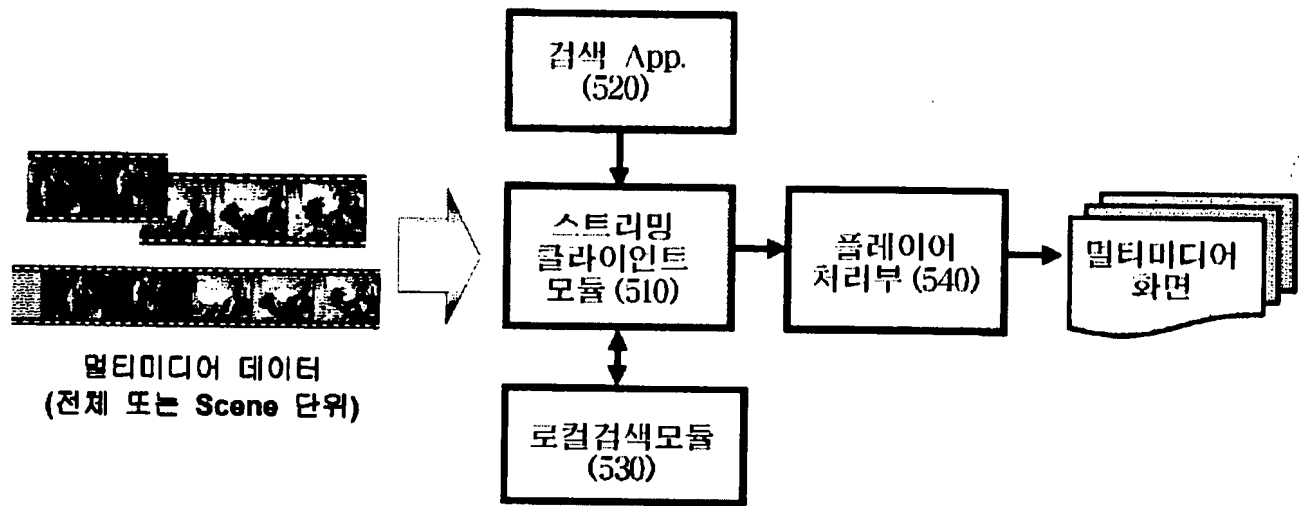 검색 App.
(520)
스트리밍
클라이언트
모듈(510)
플레이어
처리부(540)
멀티미디어
화면
멀티미디어 데이터
(전체 또는 Scene 단위)
로컬검색모듈
(530)